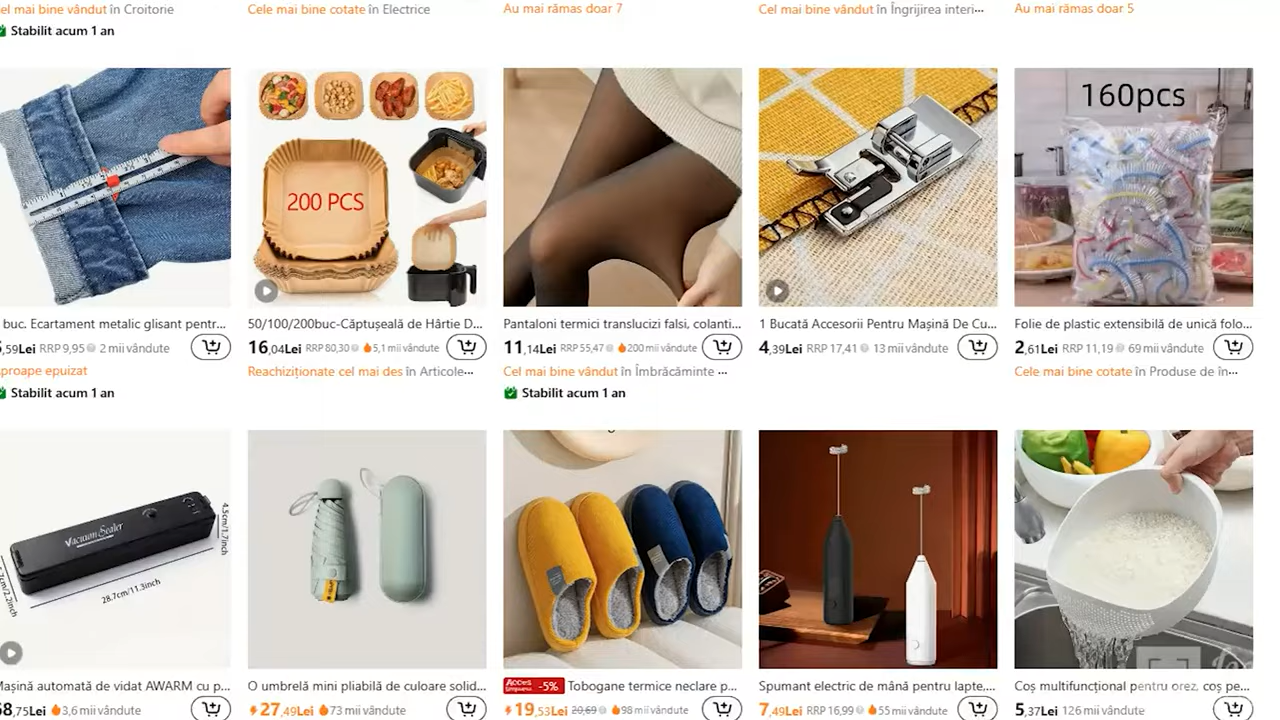 el mai bine vândut în Croitorie
Cele mai bine cotate în Electrice
Au mai rămas doar 7
Cel mai bine vândut în Îngrijirea interi...
Au mai rămas doar 5
Stabilit acum 1 an
200 PCS
160pcs
buc. Ecartament metalic glisant pentr...
50/100/200buc-Căptușeală de Hârtie D...
Pantaloni termici translucizi falsi, colanti...
1 Bucată Accesorii Pentru Mașină De Cu...
Folie de plastic extensibilă de unică folo...
,59Lei RRP 9,95 2 mii vândute
16,04Lei RRP 80,30 5,1 mii vândute
11,14Lei RRP 55,47 200 mii vândute
4,39Lei RRP 17,41 13 mii vândute
2,61Lei RRP 11,19 69 mii vândute
proape epuizat
Reachiziționate cel mai des în Articole...
Cel mai bine vândut în Îmbrăcăminte ...
Cele mai bine cotate în Produse de în...
Stabilit acum 1 an
Stabilit acum 1 an
Vacuum Sealer
4.5cm/1.7inch
28.7cm/11.3inch
Mașină automată de vidat AWARM cu p...
O umbrelă mini pliabilă de culoare solid...
-5% Tobogane termice neclare p...
Spumant electric de mână pentru lapte,...
Coș multifuncțional pentru orez, coș pe...
8,75Lei 3,6 mii vândute
27,49Lei 73 mii vândute
19,53Lei 20,69 98 mii vândute
7,49Lei RRP 16,99 55 mii vândute
5,37Lei 126 mii vândute